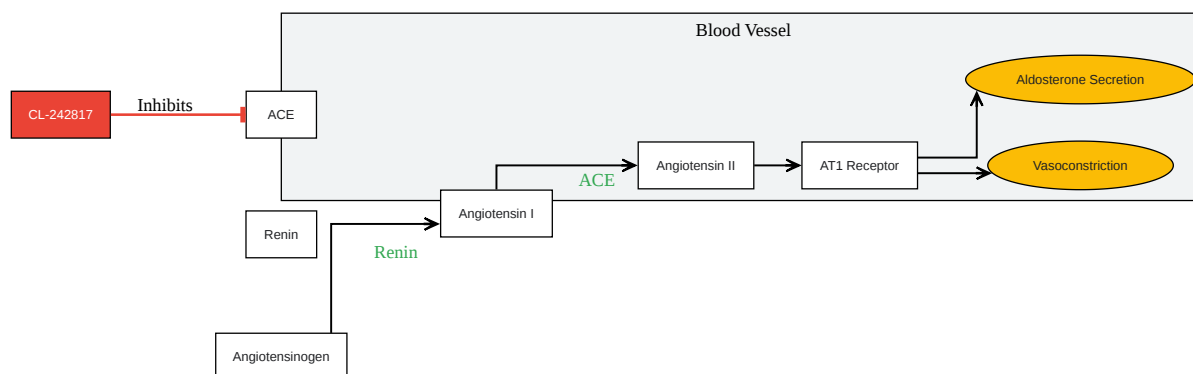 Blood Vessel
Aldosterone Secretion
CL-242817
Inhibits
ACE
Angiotensin II
AT1 Receptor
Vasoconstriction
ACE
Angiotensin I
Renin
Renin
Angiotensinogen